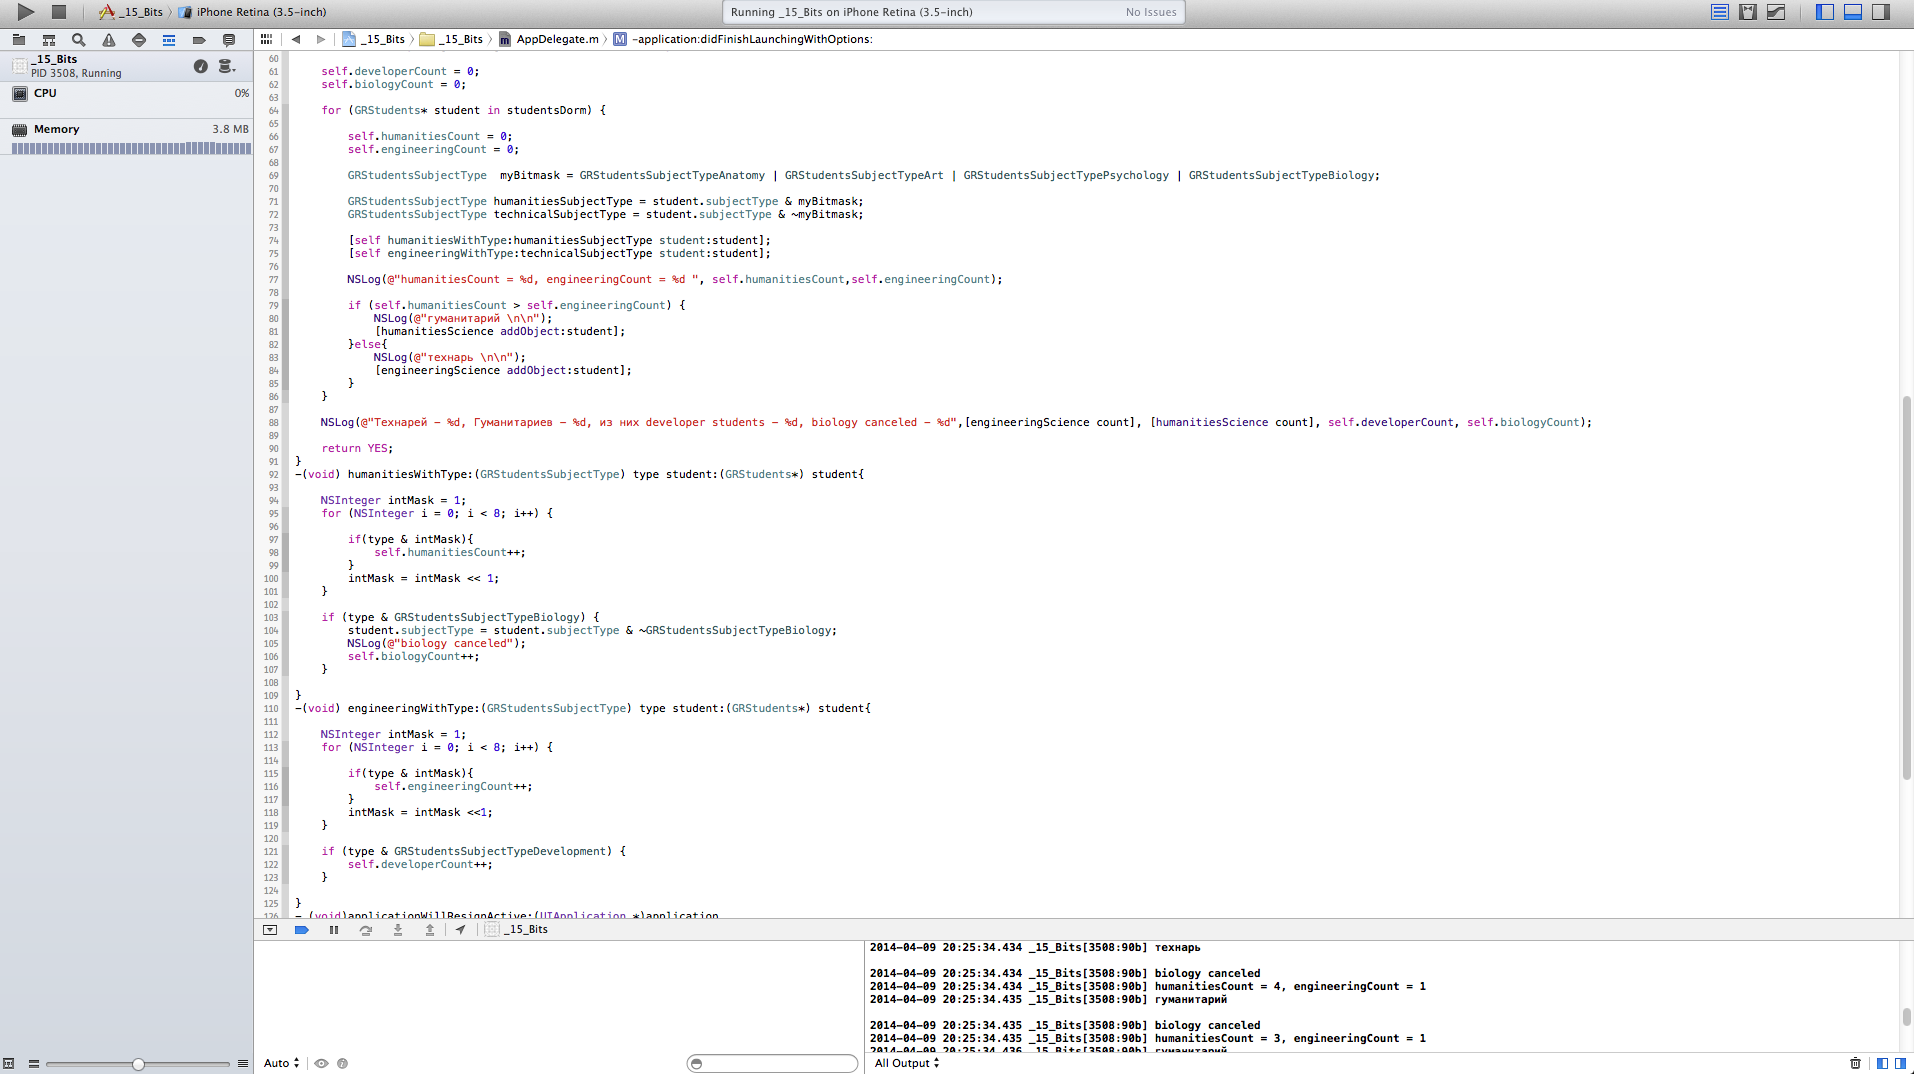 _15_Bits 〉 iPhone Retina (3.5-inch)
Running _15_Bits on iPhone Retina (3.5-inch) No Issues
_15_Bits 〉 _15_Bits 〉 AppDelegate.m 〉 M -application:didFinishLaunchingWithOptions:
_15_Bits
PID 3508, Running
CPU 0%
Memory 3.8 MB
60
61 self.developerCount = 0;
62 self.biologyCount = 0;
63
64 for (GRStudents* student in studentsDorm) {
65
66 self.humanitiesCount = 0;
67 self.engineeringCount = 0;
68
69 GRStudentsSubjectType  myBitmask = GRStudentsSubjectTypeAnatomy | GRStudentsSubjectTypeArt | GRStudentsSubjectTypePsychology | GRStudentsSubjectTypeBiology;
70
71 GRStudentsSubjectType humanitiesSubjectType = student.subjectType & myBitmask;
72 GRStudentsSubjectType technicalSubjectType = student.subjectType & ~myBitmask;
73
74 [self humanitiesWithType:humanitiesSubjectType student:student];
75 [self engineeringWithType:technicalSubjectType student:student];
76
77 NSLog(@"humanitiesCount = %d, engineeringCount = %d ", self.humanitiesCount,self.engineeringCount);
78
79 if (self.humanitiesCount > self.engineeringCount) {
80 NSLog(@"гуманитарий \n\n");
81 [humanitiesScience addObject:student];
82 }else{
83 NSLog(@"технарь \n\n");
84 [engineeringScience addObject:student];
85 }
86 }
87
88 NSLog(@"Технарей - %d, Гуманитариев - %d, из них developer students - %d, biology canceled - %d",[engineeringScience count], [humanitiesScience count], self.developerCount, self.biologyCount);
89
90 return YES;
91 }
92 -(void) humanitiesWithType:(GRStudentsSubjectType) type student:(GRStudents*) student{
93
94 NSInteger intMask = 1;
95 for (NSInteger i = 0; i < 8; i++) {
96
97 if(type & intMask){
98 self.humanitiesCount++;
99 }
100 intMask = intMask << 1;
101 }
102
103 if (type & GRStudentsSubjectTypeBiology) {
104 student.subjectType = student.subjectType & ~GRStudentsSubjectTypeBiology;
105 NSLog(@"biology canceled");
106 self.biologyCount++;
107 }
108
109 }
110 -(void) engineeringWithType:(GRStudentsSubjectType) type student:(GRStudents*) student{
111
112 NSInteger intMask = 1;
113 for (NSInteger i = 0; i < 8; i++) {
114
115 if(type & intMask){
116 self.engineeringCount++;
117 }
118 intMask = intMask <<1;
119 }
120
121 if (type & GRStudentsSubjectTypeDevelopment) {
122 self.developerCount++;
123 }
124
125 }
126 - (void)applicationWillResignActive:(UIApplication *)application
_15_Bits
2014-04-09 20:25:34.434 _15_Bits[3508:90b] технарь
2014-04-09 20:25:34.434 _15_Bits[3508:90b] biology canceled
2014-04-09 20:25:34.434 _15_Bits[3508:90b] humanitiesCount = 4, engineeringCount = 1
2014-04-09 20:25:34.435 _15_Bits[3508:90b] гуманитарий
2014-04-09 20:25:34.435 _15_Bits[3508:90b] biology canceled
2014-04-09 20:25:34.435 _15_Bits[3508:90b] humanitiesCount = 3, engineeringCount = 1
2014-04-09 20:25:34.436 _15_Bits[3508:90b] гуманитарий
Auto
All Output